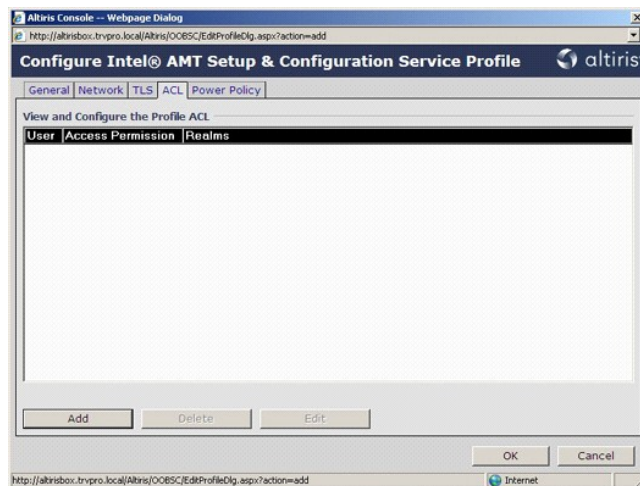 Altiris Console -- Webpage Dialog
http://altirisbox.trvpro.local/Altiris/OOBSC/EditProfileDlg.aspx?action=add
Configure Intel® AMT Setup & Configuration Service Profile altiris
General Network TLS ACL Power Policy
View and Configure the Profile ACL
User Access Permission Realms
Add Delete Edit
OK Cancel
http://altirisbox.trvpro.local/Altiris/OOBSC/EditProfileDlg.aspx?action=add Internet